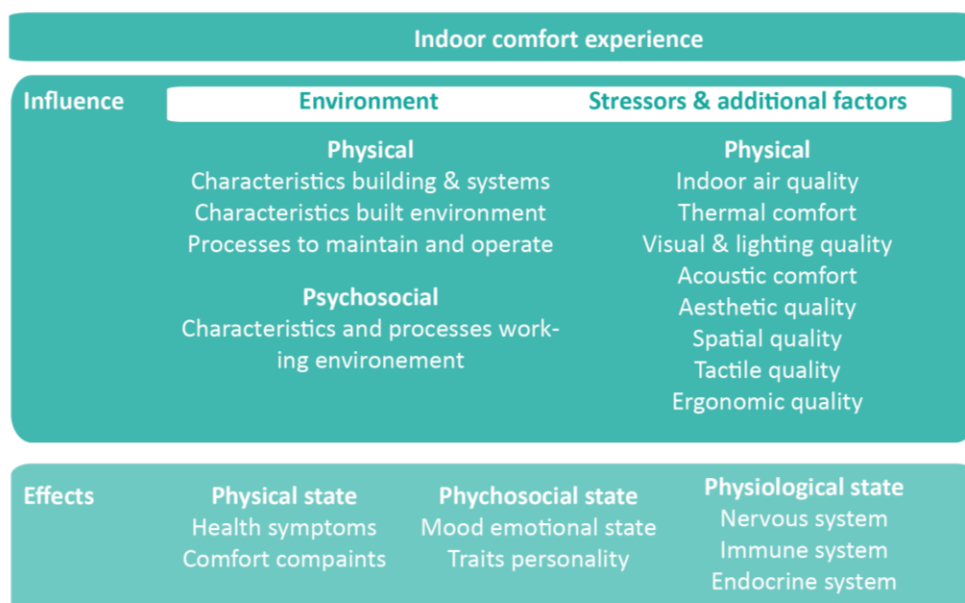 Indoor comfort experience
Influence
Environment
Stressors & additional factors
Physical
Characteristics building & systems
Characteristics built environment
Processes to maintain and operate
Psychosocial
Characteristics and processes work-
ing environement
Physical
Indoor air quality
Thermal comfort
Visual & lighting quality
Acoustic comfort
Aesthetic quality
Spatial quality
Tactile quality
Ergonomic quality
Effects
Physical state
Health symptoms
Comfort compaints
Phychosocial state
Mood emotional state
Traits personality
Physiological state
Nervous system
Immune system
Endocrine system